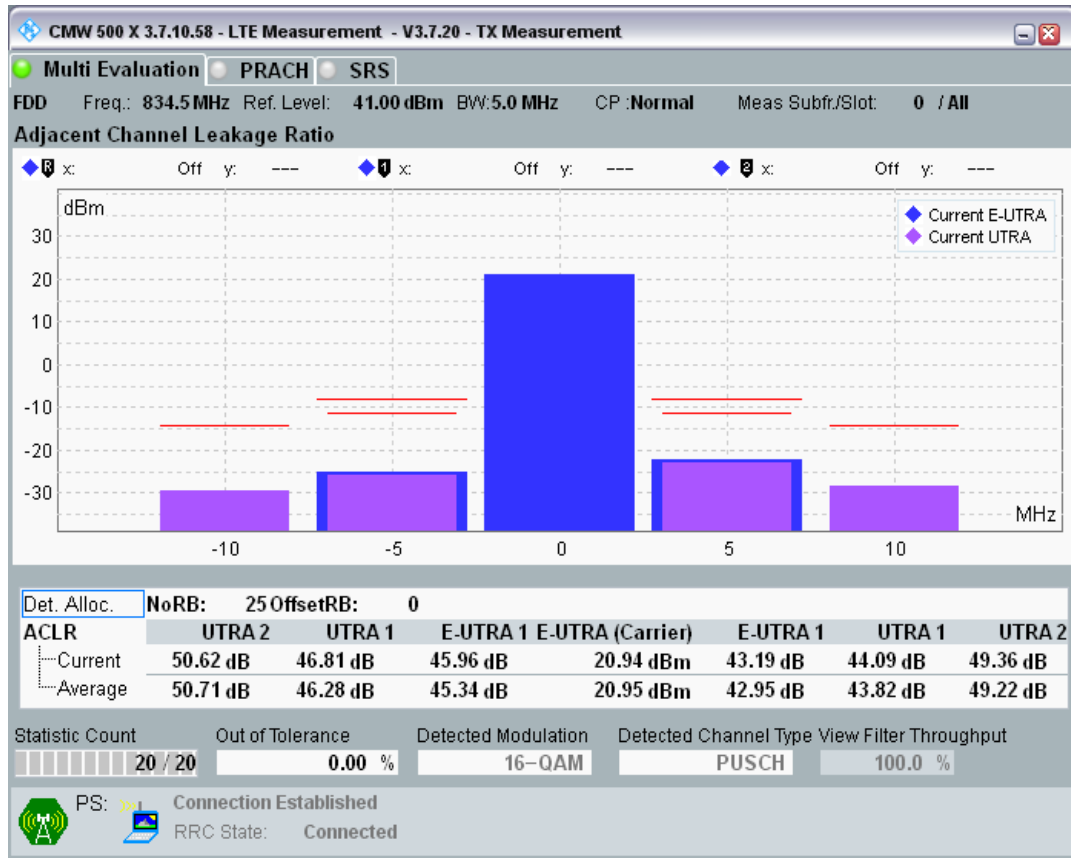 CMW 500 X 3.7.10.58 - LTE Measurement - V3.7.20 - TX Measurement
Multi Evaluation PRACH SRS
FDD Freq.: 834.5 MHz Ref. Level: 41.00 dBm BW:5.0 MHz CP :Normal Meas Subfr./Slot: 0 / All
Adjacent Channel Leakage Ratio
R x: Off y: --- 1 x: Off y: --- 2 x: Off y: ---
dBm
Current E-UTRA
Current UTRA
30
20
10
0
-10
-20
-30
MHz
-10 -5 0 5 10
Det. Alloc. NoRB: 25 OffsetRB: 0
ACLR UTRA 2 UTRA 1 E-UTRA 1 E-UTRA (Carrier) E-UTRA 1 UTRA 1 UTRA 2
Current 50.62 dB 46.81 dB 45.96 dB 20.94 dBm 43.19 dB 44.09 dB 49.36 dB
Average 50.71 dB 46.28 dB 45.34 dB 20.95 dBm 42.95 dB 43.82 dB 49.22 dB
Statistic Count Out of Tolerance Detected Modulation Detected Channel Type View Filter Throughput
20 / 20 0.00 % 16-QAM PUSCH 100.0 %
PS: Connection Established
RRC State: Connected